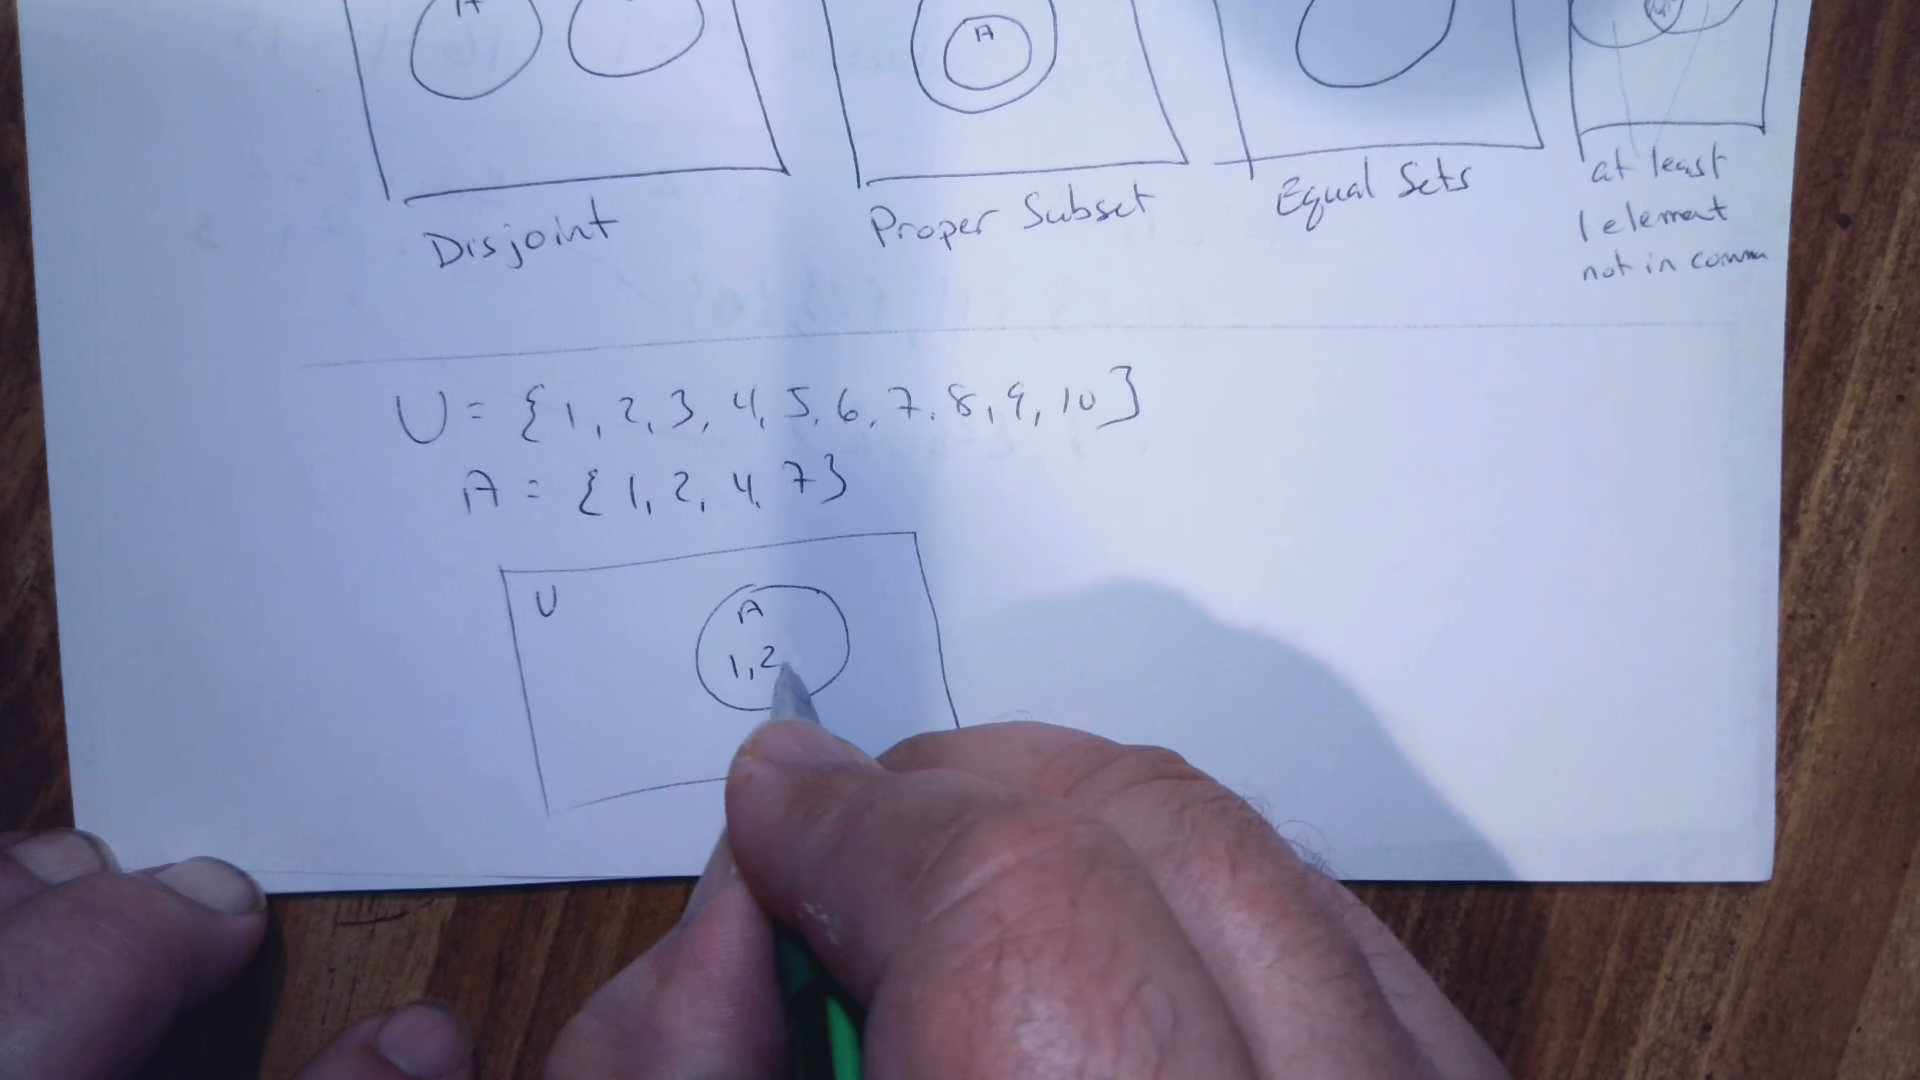 A
A
Disjoint
Proper Subset
Equal Sets
at least
1 element
not in comm
U = {1, 2, 3, 4, 5, 6, 7, 8, 9, 10}
A = {1, 2, 4, 7}
U
A
1, 2